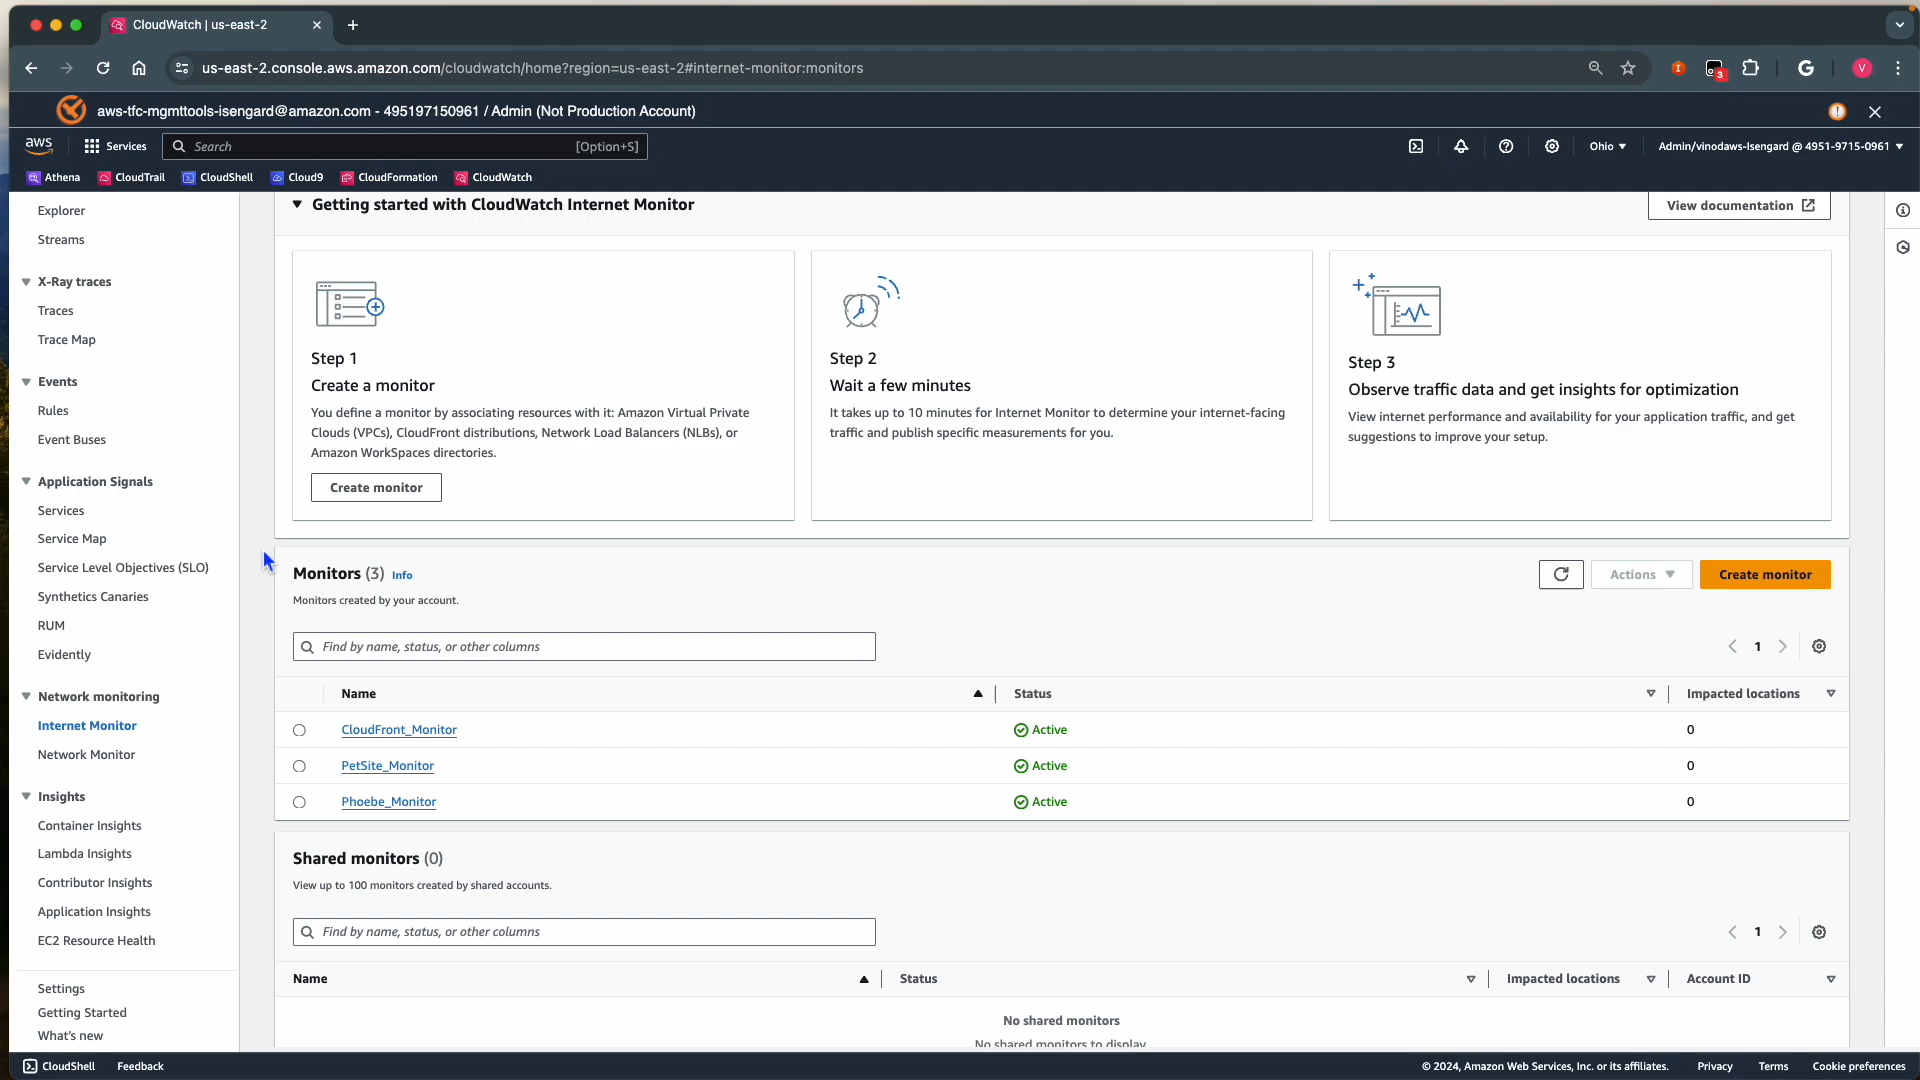 CloudWatch | us-east-2
us-east-2.console.aws.amazon.com/cloudwatch/home?region=us-east-2#internet-monitor:monitors
3
V
aws-tfc-mgmttools-isengard@amazon.com - 495197150961 / Admin (Not Production Account)
aws
Services
Search
[Option+S]
Ohio
Admin/vinodaws-Isengard @ 4951-9715-0961
Athena
CloudTrail
CloudShell
Cloud9
CloudFormation
CloudWatch
Explorer
Streams
X-Ray traces
Traces
Trace Map
Events
Rules
Event Buses
Application Signals
Services
Service Map
Service Level Objectives (SLO)
Synthetics Canaries
RUM
Evidently
Network monitoring
Internet Monitor
Network Monitor
Insights
Container Insights
Lambda Insights
Contributor Insights
Application Insights
EC2 Resource Health
Settings
Getting Started
What's new
Getting started with CloudWatch Internet Monitor
View documentation
Step 1
Create a monitor
You define a monitor by associating resources with it: Amazon Virtual Private
Clouds (VPCs), CloudFront distributions, Network Load Balancers (NLBs), or
Amazon WorkSpaces directories.
Create monitor
Step 2
Wait a few minutes
It takes up to 10 minutes for Internet Monitor to determine your internet-facing
traffic and publish specific measurements for you.
Step 3
Observe traffic data and get insights for optimization
View internet performance and availability for your application traffic, and get
suggestions to improve your setup.
Monitors (3) Info
Monitors created by your account.
Actions
Create monitor
Find by name, status, or other columns
1
Name Status Impacted locations
CloudFront_Monitor Active 0
PetSite_Monitor Active 0
Phoebe_Monitor Active 0
Shared monitors (0)
View up to 100 monitors created by shared accounts.
Find by name, status, or other columns
1
Name Status Impacted locations Account ID
No shared monitors
No shared monitors to display
CloudShell
Feedback
© 2024, Amazon Web Services, Inc. or its affiliates.
Privacy
Terms
Cookie preferences